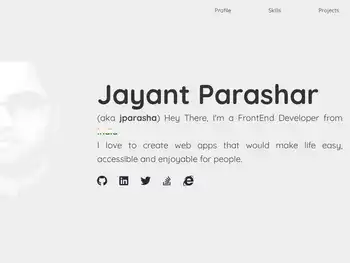 Profile Skills Projects
Jayant Parashar
(aka jparasha) Hey There, I'm a FrontEnd Developer from
I love to create web apps that would make life easy,
accessible and enjoyable for people.